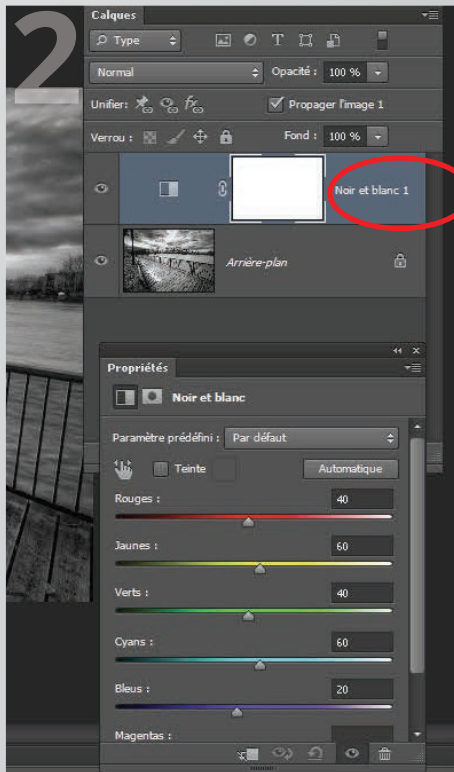 2
Calques
Type
Normal Opacité : 100 %
Unifier: Propager l'image 1
Verrou : Fond : 100 %
Noir et blanc 1
Arrière-plan
Propriétés
Noir et blanc
Paramètre prédéfini : Par défaut
Teinte Automatique
Rouges : 40
Jaunes : 60
Verts : 40
Cyans : 60
Bleus : 20
Magentas :